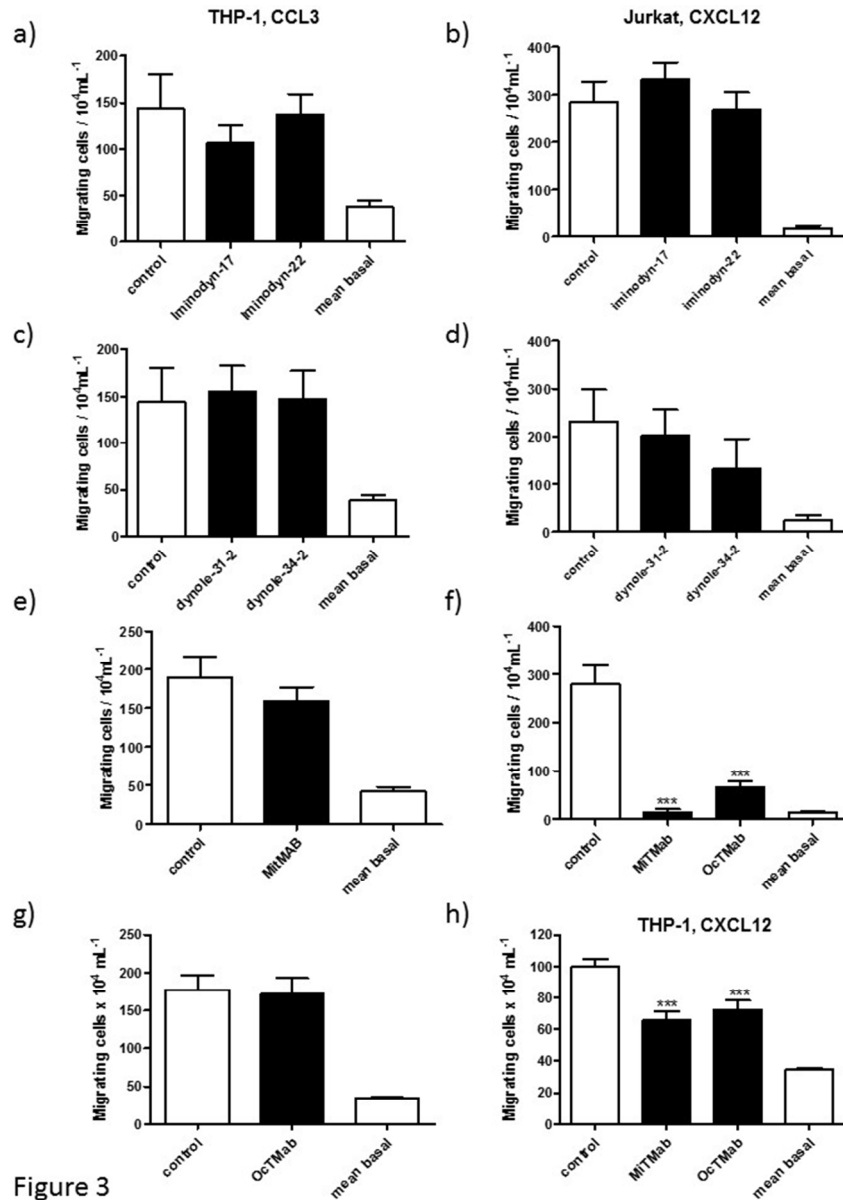 a)
THP-1, CCL3
Migrating cells / 10⁴mL⁻¹
200
150
100
50
0
control
Iminodyn-17
Iminodyn-22
mean basal
b)
Jurkat, CXCL12
Migrating cells / 10⁴mL⁻¹
400
300
200
100
0
control
iminodyn-17
iminodyn-22
mean basal
c)
Migrating cells / 10⁴mL⁻¹
200
150
100
50
0
control
dynole-31-2
dynole-34-2
mean basal
d)
Migrating cells / 10⁴mL⁻¹
400
300
200
100
0
control
dynole-31-2
dynole-34-2
mean basal
e)
Migrating cells / 10⁴mL⁻¹
250
200
150
100
50
0
control
MitMAB
mean basal
f)
Migrating cells / 10⁴mL⁻¹
400
300
200
100
0
***
***
control
MiTMab
OcTMab
mean basal
g)
Migrating cells x 10⁴ mL⁻¹
250
200
150
100
50
0
control
OcTMab
mean basal
h)
THP-1, CXCL12
Migrating cells x 10⁴ mL⁻¹
120
100
80
60
40
20
0
***
***
control
MiTMab
OcTMab
mean basal
Figure 3